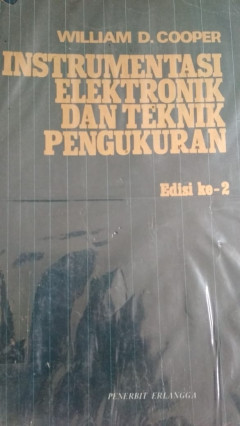 WILLIAM D. COOPER
INSTRUMENTASI
ELEKTRONIK
DAN TEKNIK
PENGUKURAN
Edisi ke-2
PENERBIT ERLANGGA